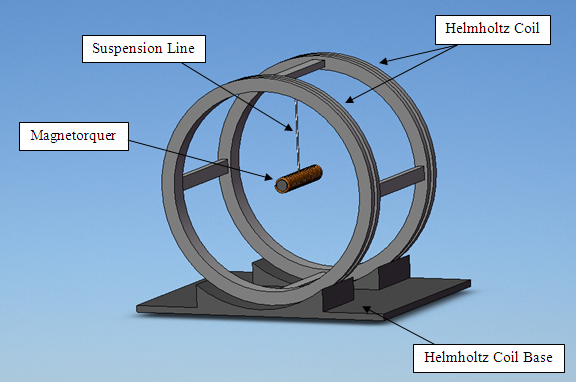 Helmholtz Coil
Suspension Line
Magnetorquer
Helmholtz Coil Base